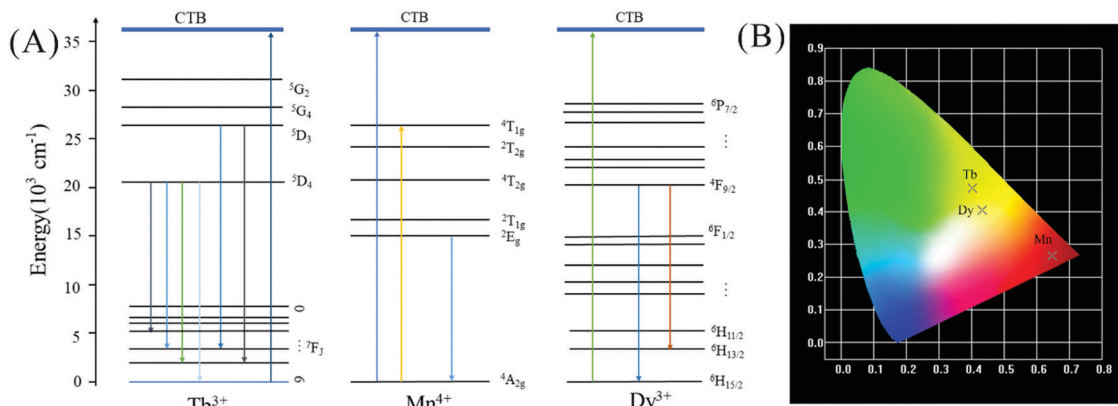 (A)
Energy(10³ cm⁻¹)
35
30
25
20
15
10
5
0
CTB
⁵G₂
⁵G₄
⁵D₃
⁵D₄
0
⋮ ⁷F_J
6
Tb³⁺
CTB
⁴T₁g
²T₂g
⁴T₂g
²T₁g
²Eg
⁴A₂g
Mn⁴⁺
CTB
⁶P₇/₂
⋮
⁴F₉/₂
⁶F₁/₂
⋮
⁶H₁₁/₂
⁶H₁₃/₂
⁶H₁₅/₂
Dy³⁺
(B)
0.9
0.8
0.7
0.6
0.5
0.4
0.3
0.2
0.1
0.0
Tb
Dy
Mn
0.0 0.1 0.2 0.3 0.4 0.5 0.6 0.7 0.8